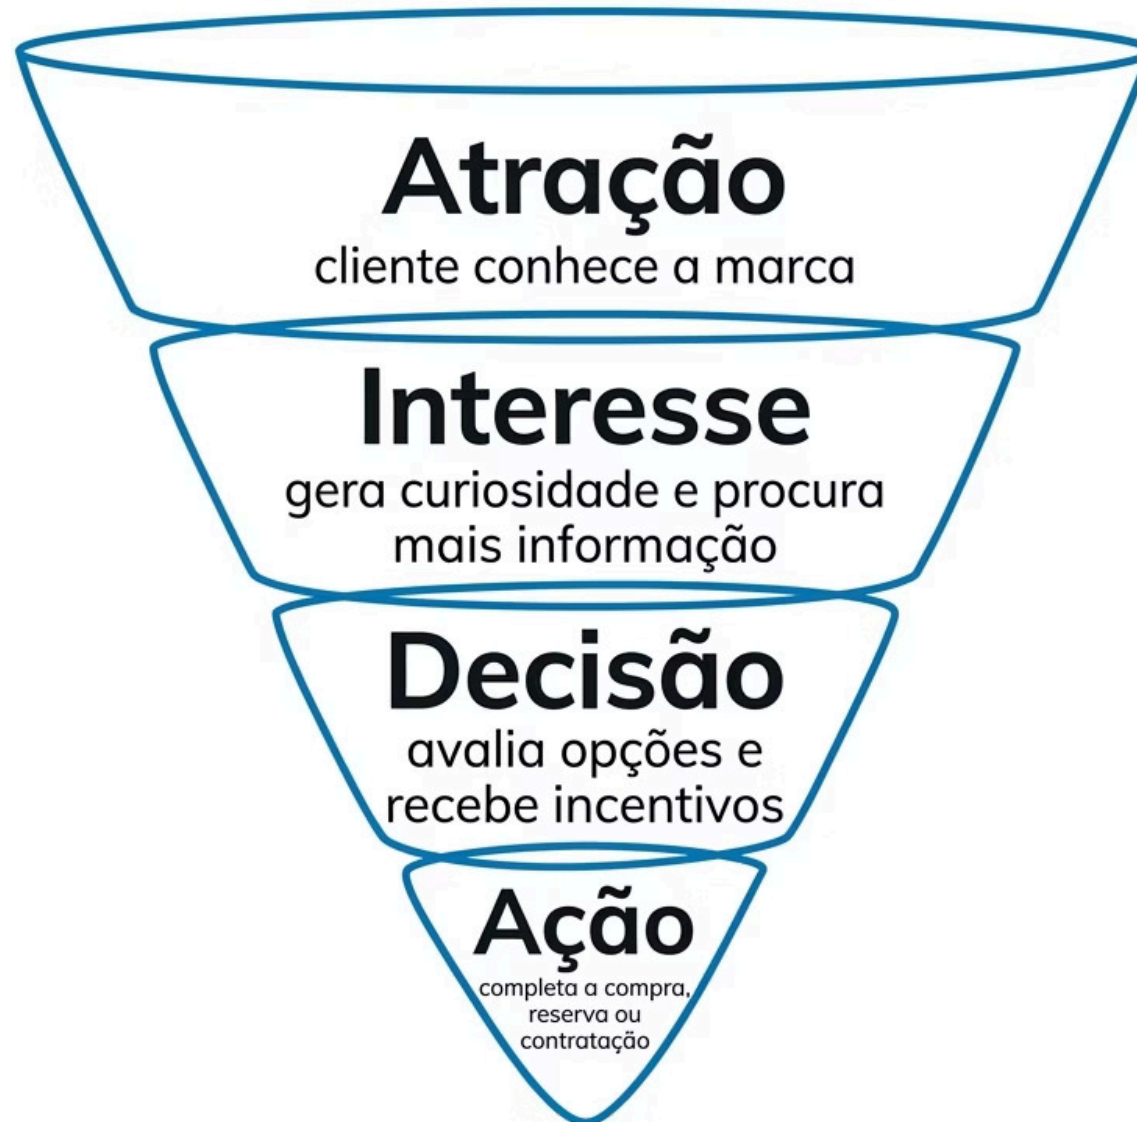 Atração
cliente conhece a marca
Interesse
gera curiosidade e procura
mais informação
Decisão
avalia opções e
recebe incentivos
Ação
completa a compra,
reserva ou
contratação